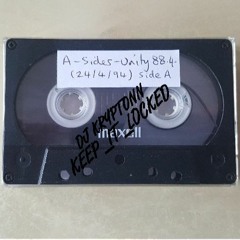 A-Sides-Unity 88.4.
(24/4/94) side A
DJ KRYPTONN
KEEP_IT_LOCKED
maxell